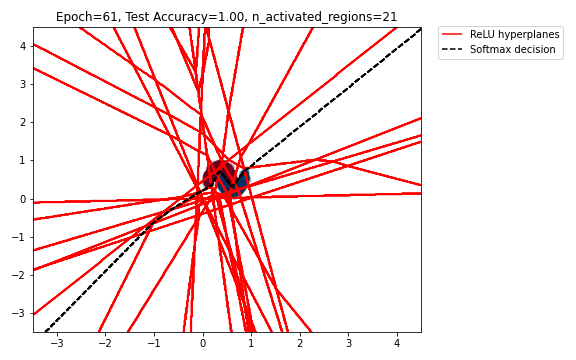 Epoch=61, Test Accuracy=1.00, n_activated_regions=21
ReLU hyperplanes
Softmax decision
4
3
2
1
0
−1
−2
−3
−3 −2 −1 0 1 2 3 4